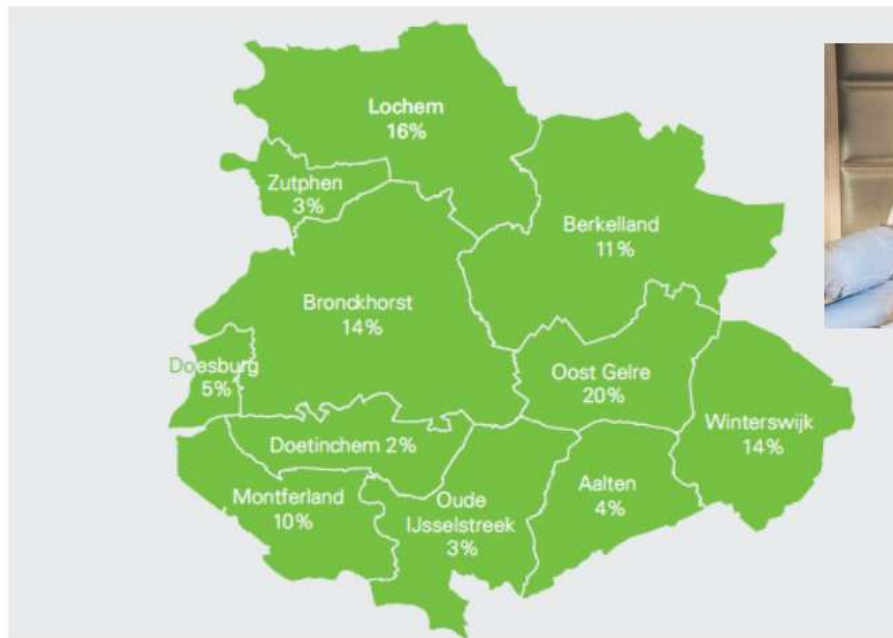 Lochem
16%
Zutphen
3%
Berkelland
11%
Bronckhorst
14%
Doesburg
5%
Oost Gelre
20%
Winterswijk
14%
Doetinchem 2%
Aalten
4%
Montferland
10%
Oude
IJsselstreek
3%